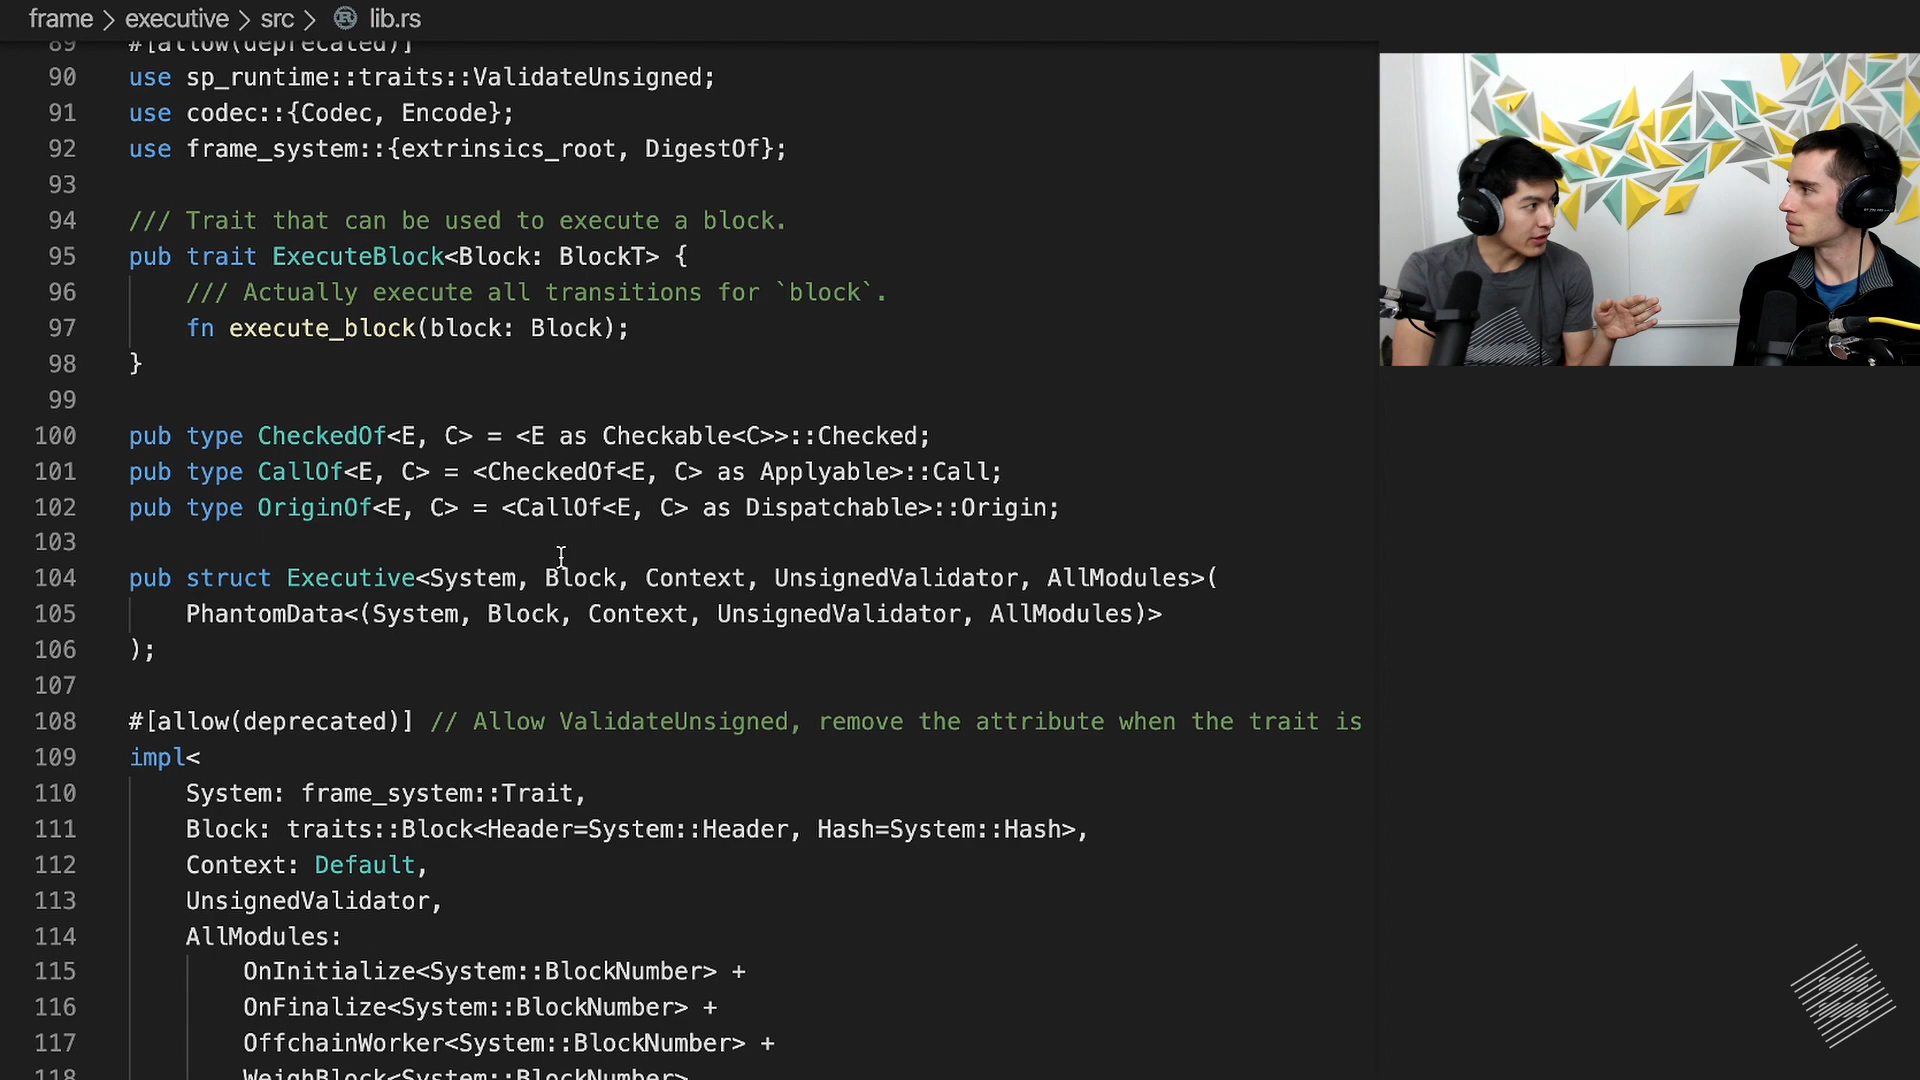 frame > executive > src > lib.rs
89 #[allow(deprecated)]
90 use sp_runtime::traits::ValidateUnsigned;
91 use codec::{Codec, Encode};
92 use frame_system::{extrinsics_root, DigestOf};
93
94 /// Trait that can be used to execute a block.
95 pub trait ExecuteBlock<Block: BlockT> {
96 /// Actually execute all transitions for `block`.
97 fn execute_block(block: Block);
98 }
99
100 pub type CheckedOf<E, C> = <E as Checkable<C>>::Checked;
101 pub type CallOf<E, C> = <CheckedOf<E, C> as Applyable>::Call;
102 pub type OriginOf<E, C> = <CallOf<E, C> as Dispatchable>::Origin;
103
104 pub struct Executive<System, Block, Context, UnsignedValidator, AllModules>(
105 PhantomData<(System, Block, Context, UnsignedValidator, AllModules)>
106 );
107
108 #[allow(deprecated)] // Allow ValidateUnsigned, remove the attribute when the trait is
109 impl<
110 System: frame_system::Trait,
111 Block: traits::Block<Header=System::Header, Hash=System::Hash>,
112 Context: Default,
113 UnsignedValidator,
114 AllModules:
115 OnInitialize<System::BlockNumber> +
116 OnFinalize<System::BlockNumber> +
117 OffchainWorker<System::BlockNumber> +
118 WeighBlock<System::BlockNumber>